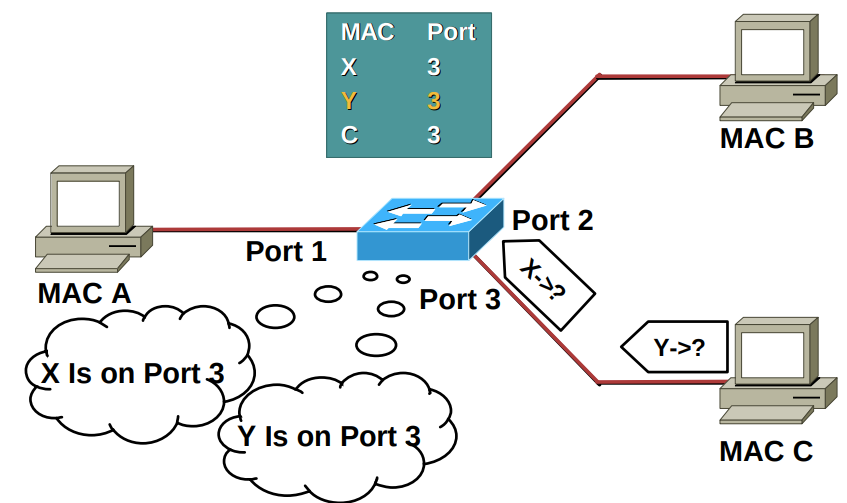 MAC Port
X 3
Y 3
C 3
MAC B
Port 2
Port 1
X->?
MAC A
Port 3
Y->?
X Is on Port 3
Y Is on Port 3
MAC C